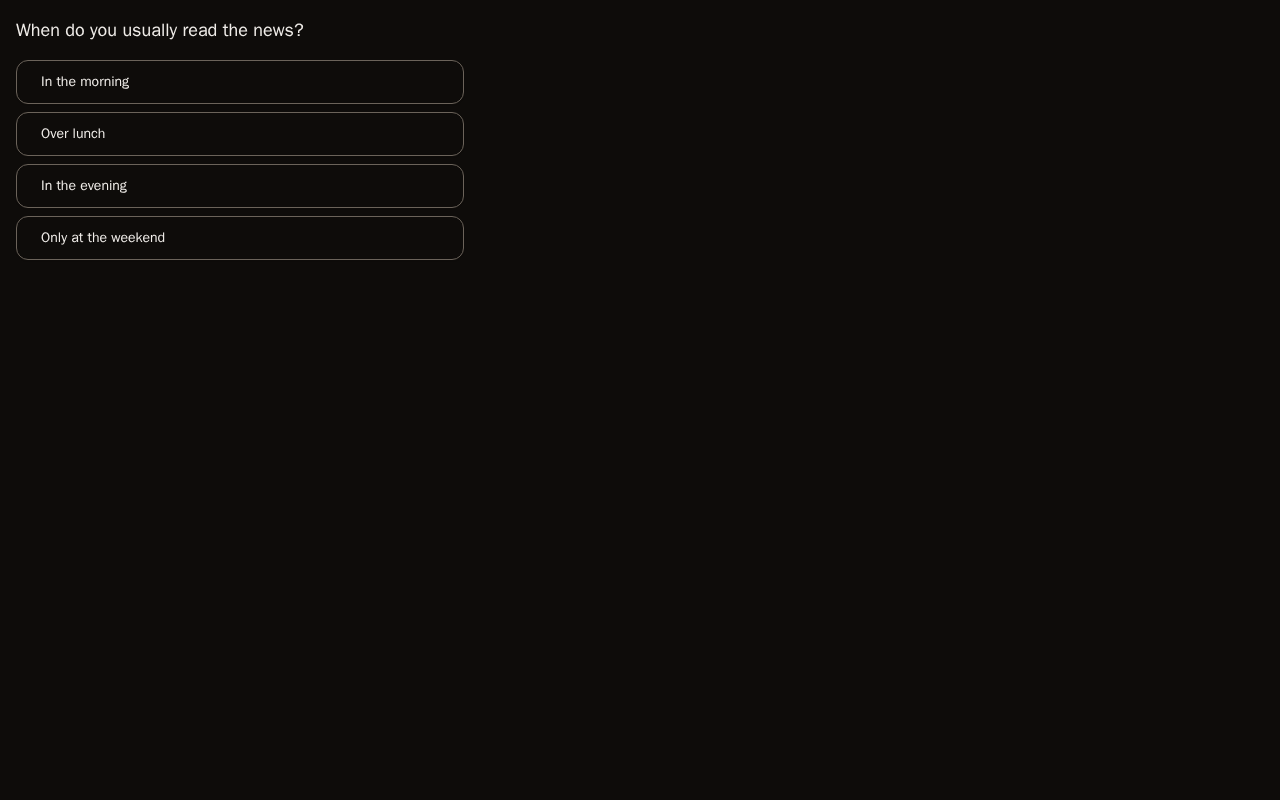 When do you usually read the news?
In the morning
Over lunch
In the evening
Only at the weekend